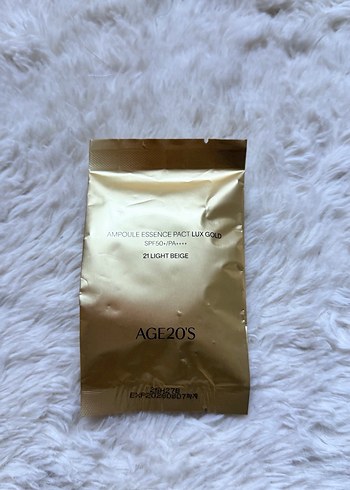 AMPOULE ESSENCE PACT LUX GOLD
SPF50+/PA++++
21 LIGHT BEIGE
AGE20'S